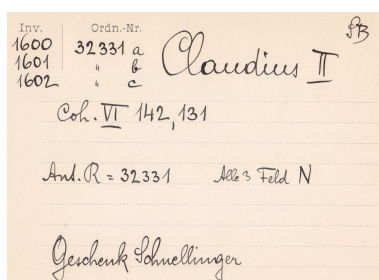 Inv. Ordn.-Nr. SB
1600 32331 a Claudius II
1601 " b
1602 " c
Coh. VI 142, 131
Ant. R = 32331 Alle 3 Feld N
Geschenk Schnellinger